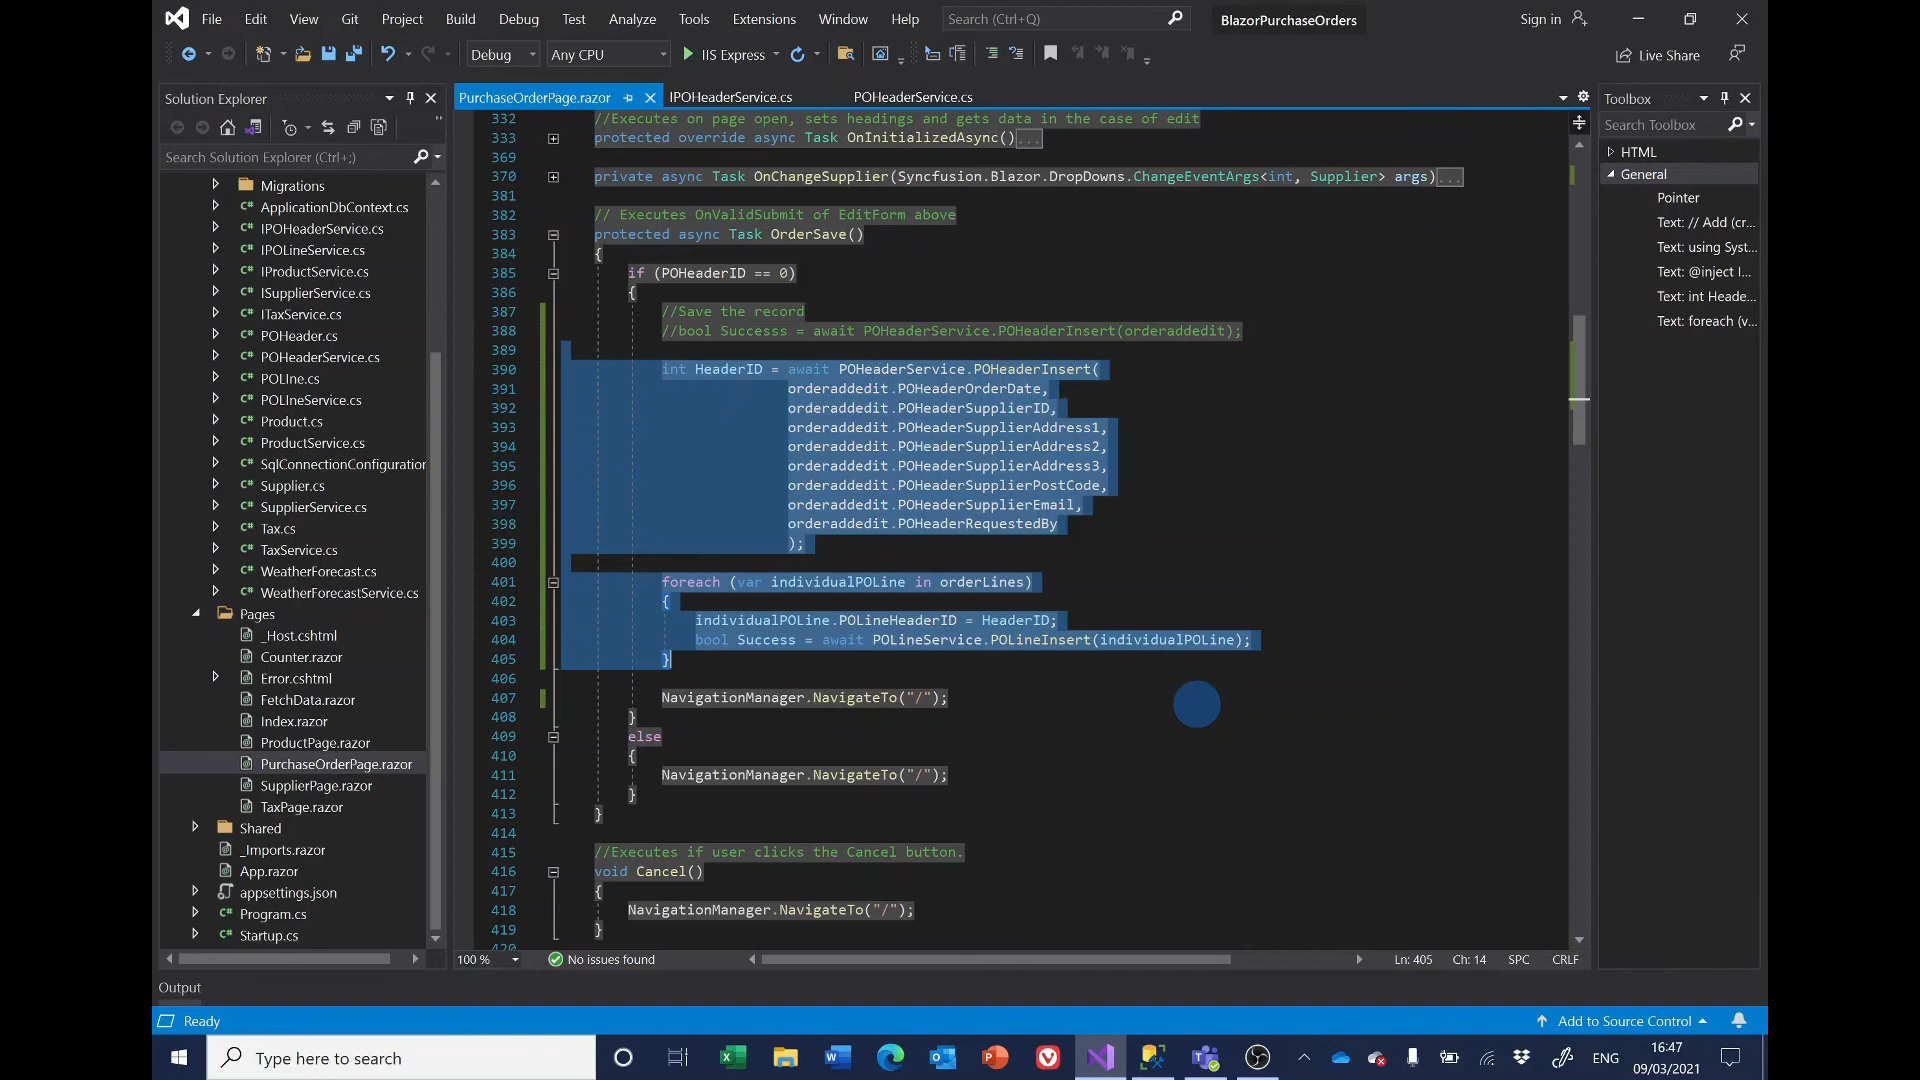 File Edit View Git Project Build Debug Test Analyze Tools Extensions Window Help Search (Ctrl+Q) BlazorPurchaseOrders Sign in
Debug Any CPU IIS Express Live Share
Solution Explorer
Search Solution Explorer (Ctrl+;)
Migrations
ApplicationDbContext.cs
IPOHeaderService.cs
IPOLineService.cs
IProductService.cs
ISupplierService.cs
ITaxService.cs
POHeader.cs
POHeaderService.cs
POLIne.cs
POLIneService.cs
Product.cs
ProductService.cs
SqlConnectionConfiguration
Supplier.cs
SupplierService.cs
Tax.cs
TaxService.cs
WeatherForecast.cs
WeatherForecastService.cs
Pages
_Host.cshtml
Counter.razor
Error.cshtml
FetchData.razor
Index.razor
ProductPage.razor
PurchaseOrderPage.razor
SupplierPage.razor
TaxPage.razor
Shared
_Imports.razor
App.razor
appsettings.json
Program.cs
Startup.cs
PurchaseOrderPage.razor IPOHeaderService.cs POHeaderService.cs
332 //Executes on page open, sets headings and gets data in the case of edit
333 protected override async Task OnInitializedAsync()...
369
370 private async Task OnChangeSupplier(Syncfusion.Blazor.DropDowns.ChangeEventArgs<int, Supplier> args)...
381
382 // Executes OnValidSubmit of EditForm above
383 protected async Task OrderSave()
384 {
385 if (POHeaderID == 0)
386 {
387 //Save the record
388 //bool Successs = await POHeaderService.POHeaderInsert(orderaddedit);
389
390 int HeaderID = await POHeaderService.POHeaderInsert(
391 orderaddedit.POHeaderOrderDate,
392 orderaddedit.POHeaderSupplierID,
393 orderaddedit.POHeaderSupplierAddress1,
394 orderaddedit.POHeaderSupplierAddress2,
395 orderaddedit.POHeaderSupplierAddress3,
396 orderaddedit.POHeaderSupplierPostCode,
397 orderaddedit.POHeaderSupplierEmail,
398 orderaddedit.POHeaderRequestedBy
399 );
400
401 foreach (var individualPOLine in orderLines)
402 {
403 individualPOLine.POLineHeaderID = HeaderID;
404 bool Success = await POLineService.POLineInsert(individualPOLine);
405 }
406
407 NavigationManager.NavigateTo("/");
408 }
409 else
410 {
411 NavigationManager.NavigateTo("/");
412 }
413 }
414
415 //Executes if user clicks the Cancel button.
416 void Cancel()
417 {
418 NavigationManager.NavigateTo("/");
419 }
420
100 % No issues found Ln: 405 Ch: 14 SPC CRLF
Toolbox
Search Toolbox
HTML
General
Pointer
Text: // Add (cr...
Text: using Syst...
Text: @inject I...
Text: int Heade...
Text: foreach (v...
Output
Ready Add to Source Control
Type here to search ENG 16:47
09/03/2021